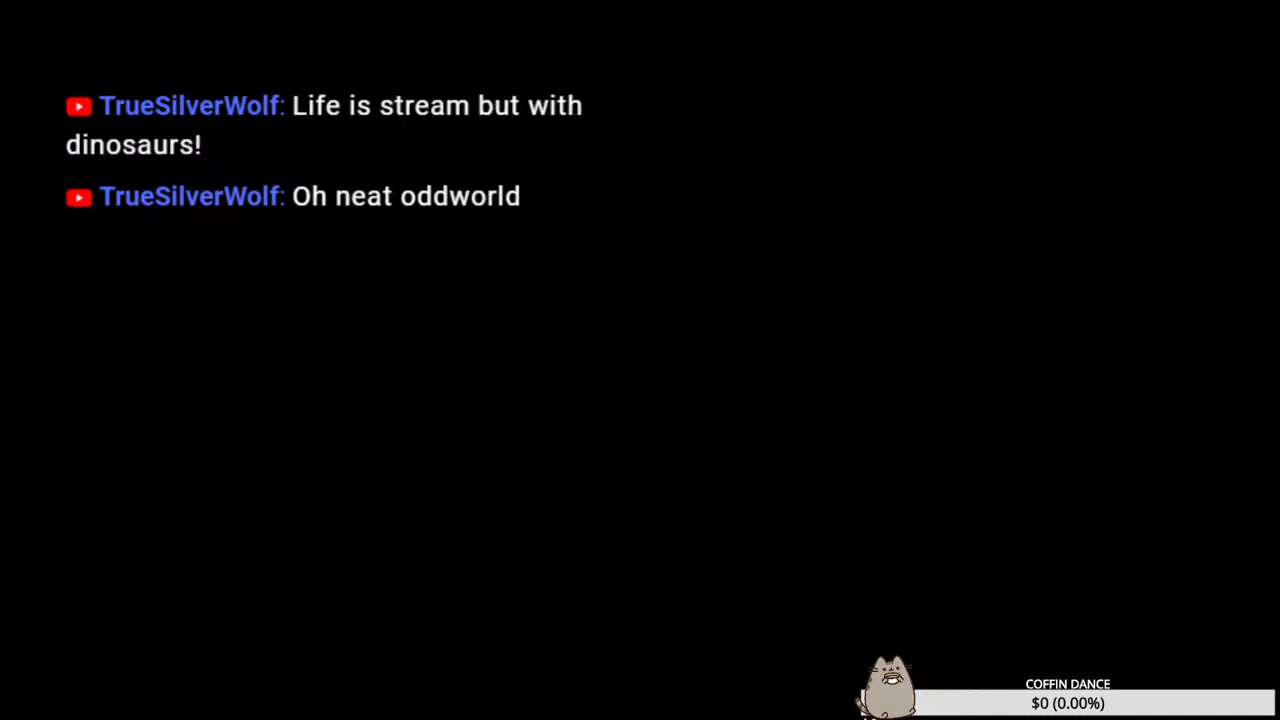 TrueSilverWolf: Life is stream but with
dinosaurs!
TrueSilverWolf: Oh neat oddworld
COFFIN DANCE
$0 (0.00%)